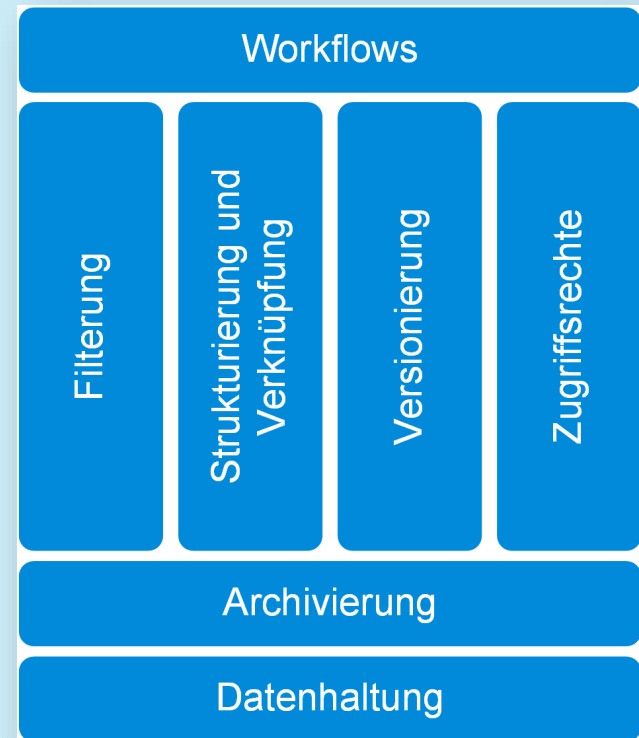 Workflows
Filterung
Strukturierung und
Verknüpfung
Versionierung
Zugriffsrechte
Archivierung
Datenhaltung